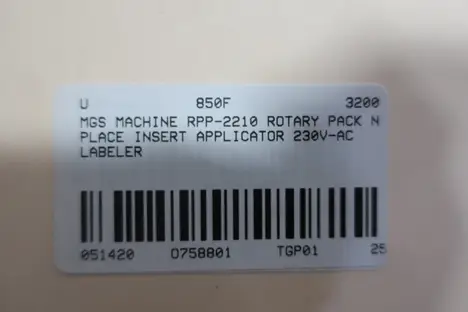 U 850F 3200
MGS MACHINE RPP-2210 ROTARY PACK N
PLACE INSERT APPLICATOR 230V-AC
LABELER
051420 0758801 TGP01 25